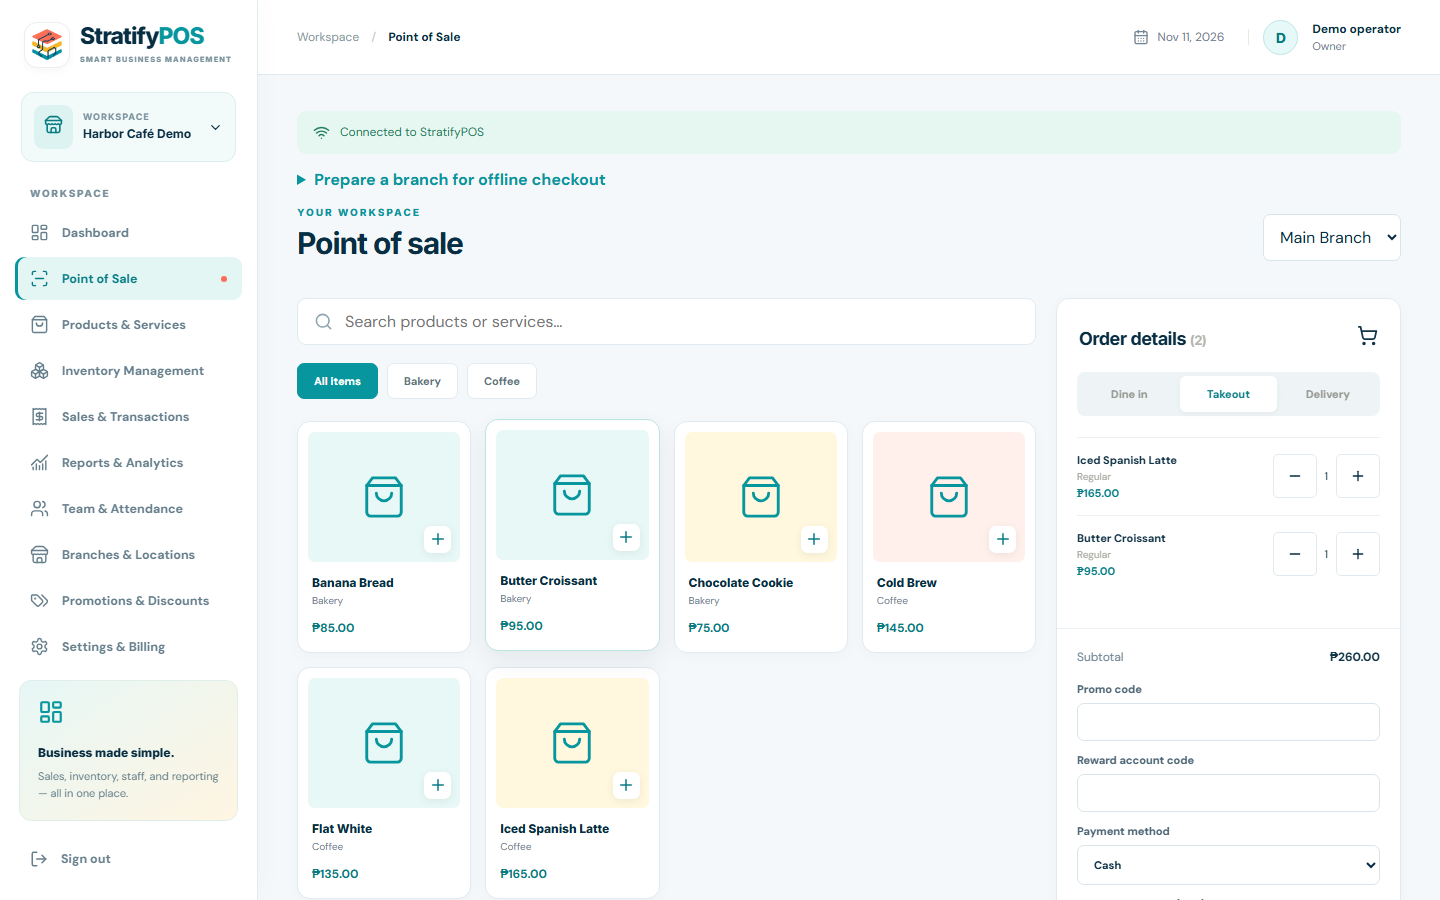 StratifyPOS
SMART BUSINESS MANAGEMENT
WORKSPACE
Harbor Café Demo
WORKSPACE
Dashboard
Point of Sale
Products & Services
Inventory Management
Sales & Transactions
Reports & Analytics
Team & Attendance
Branches & Locations
Promotions & Discounts
Settings & Billing
Business made simple.
Sales, inventory, staff, and reporting
— all in one place.
Sign out
Workspace / Point of Sale
Nov 11, 2026
D
Demo operator
Owner
Connected to StratifyPOS
Prepare a branch for offline checkout
YOUR WORKSPACE
Point of sale
Main Branch
Search products or services...
All Items
Bakery
Coffee
Banana Bread
Bakery
₱85.00
Butter Croissant
Bakery
₱95.00
Chocolate Cookie
Bakery
₱75.00
Cold Brew
Coffee
₱145.00
Flat White
Coffee
₱135.00
Iced Spanish Latte
Coffee
₱165.00
Order details (2)
Dine in
Takeout
Delivery
Iced Spanish Latte
Regular
₱165.00
1
Butter Croissant
Regular
₱95.00
1
Subtotal
₱260.00
Promo code
Reward account code
Payment method
Cash